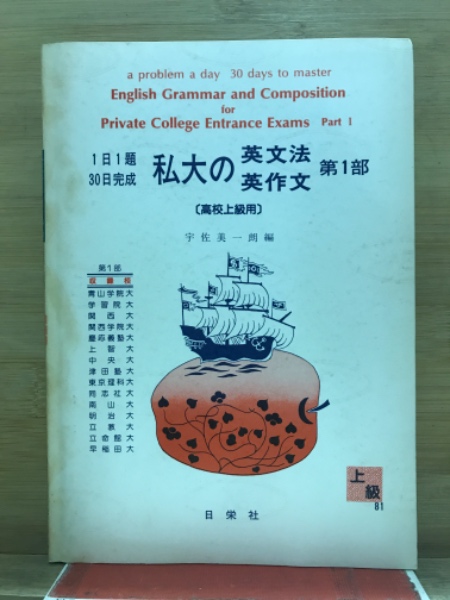 a problem a day 30 days to master
English Grammar and Composition
for
Private College Entrance Exams Part 1
1日1題
30日完成
私大の
英文法
英作文
第1部
〔高校上級用〕
宇佐美一朗編
第1部
収録校
青山学院大
学習院大
関西大
関西学院大
慶応義塾大
上智大
中央大
津田塾大
東京理科大
同志社大
南山大
明治大
立教大
立命館大
早稲田大
上級
81
日栄社